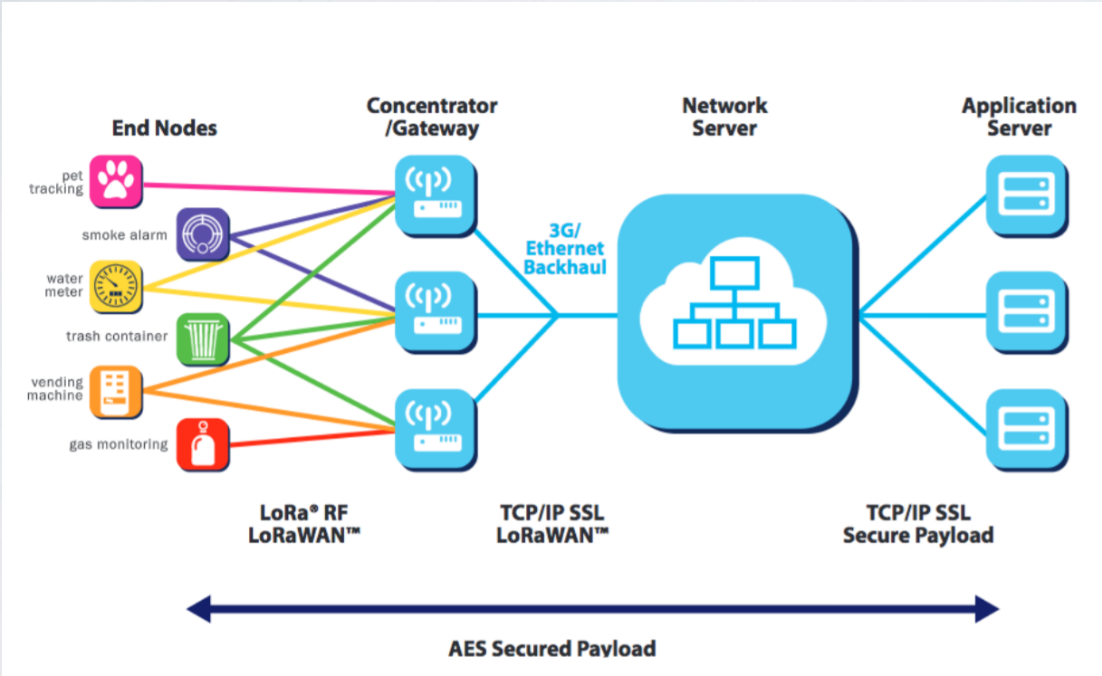 Concentrator
/Gateway
Network
Server
Application
Server
End Nodes
pet
tracking
smoke alarm
water
meter
trash container
vending
machine
gas monitoring
3G/
Ethernet
Backhaul
LoRa® RF
LoRaWAN™
TCP/IP SSL
LoRaWAN™
TCP/IP SSL
Secure Payload
AES Secured Payload